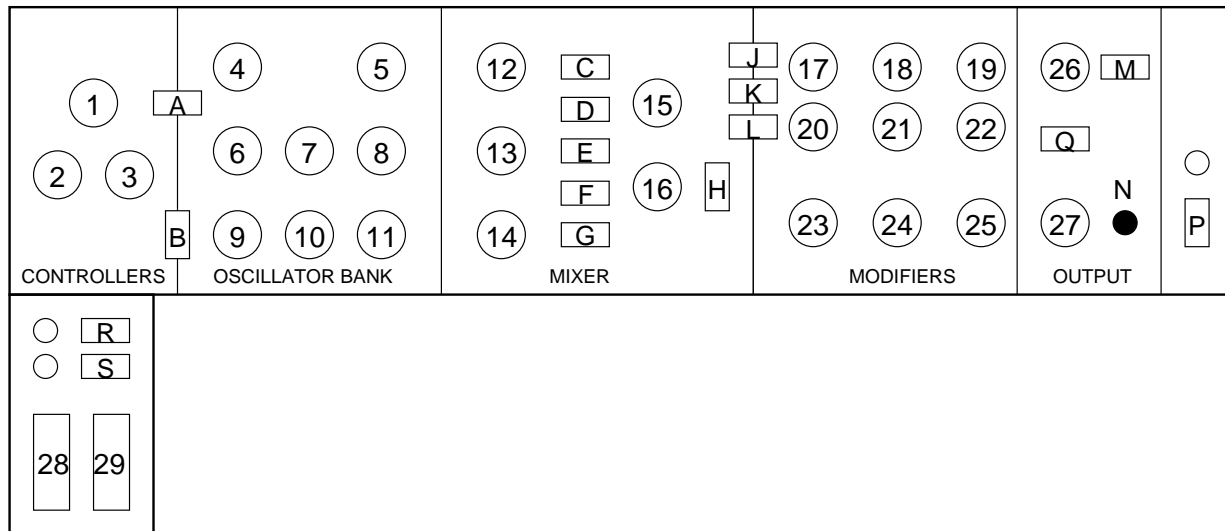 4 5 12 C J 17 18 19 26 M
1 A D 15 K
6 7 8 13 E L 20 21 22 Q
2 3 F 16 H N
B 9 10 11 14 G 23 24 25 27 P
CONTROLLERS OSCILLATOR BANK MIXER MODIFIERS OUTPUT
R
S
28 29